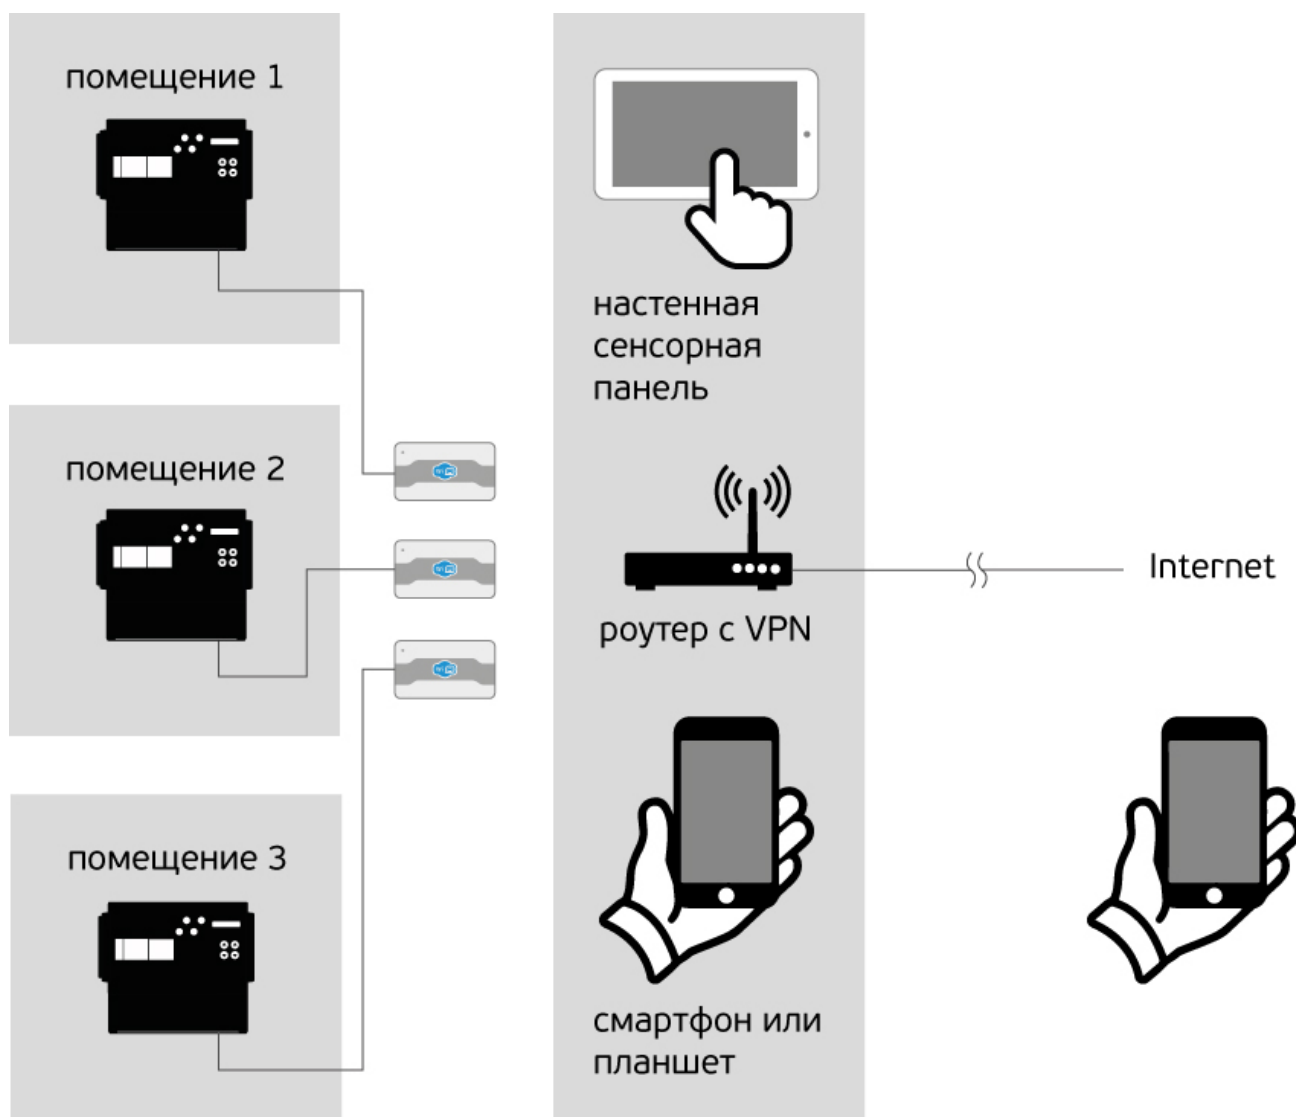 помещение 1
помещение 2
помещение 3
настенная
сенсорная
панель
роутер с VPN
Internet
смартфон или
планшет